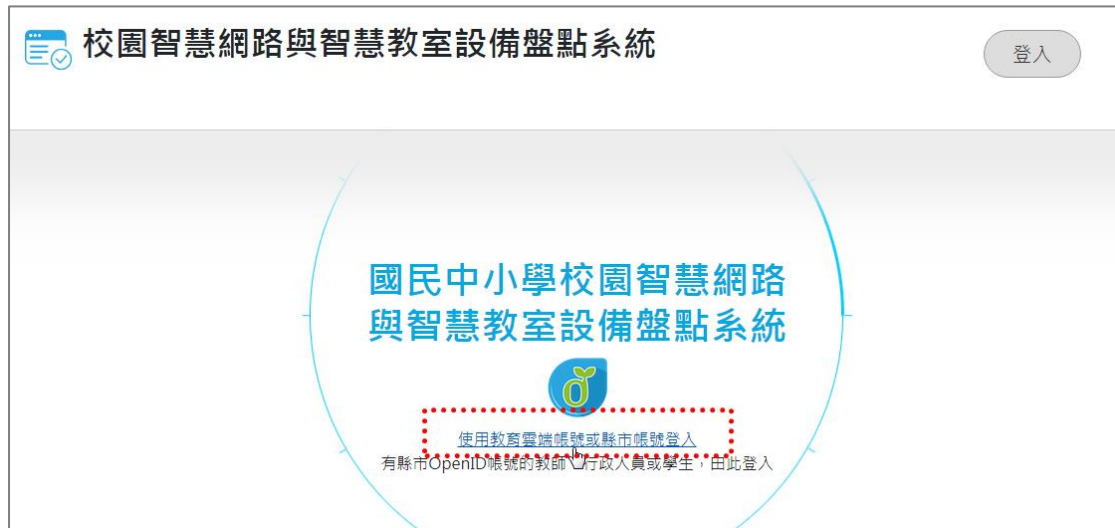 校園智慧網路與智慧教室設備盤點系統
登入
國民中小學校園智慧網路
與智慧教室設備盤點系統
使用教育雲端帳號或縣市帳號登入
有縣市OpenID帳號的教師、行政人員或學生，由此登入